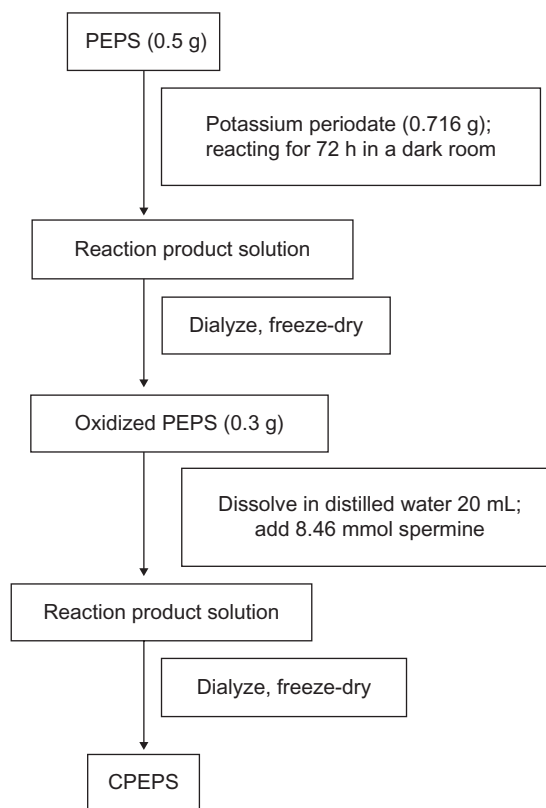 PEPS (0.5 g)
Potassium periodate (0.716 g);
reacting for 72 h in a dark room
Reaction product solution
Dialyze, freeze-dry
Oxidized PEPS (0.3 g)
Dissolve in distilled water 20 mL;
add 8.46 mmol spermine
Reaction product solution
Dialyze, freeze-dry
CPEPS